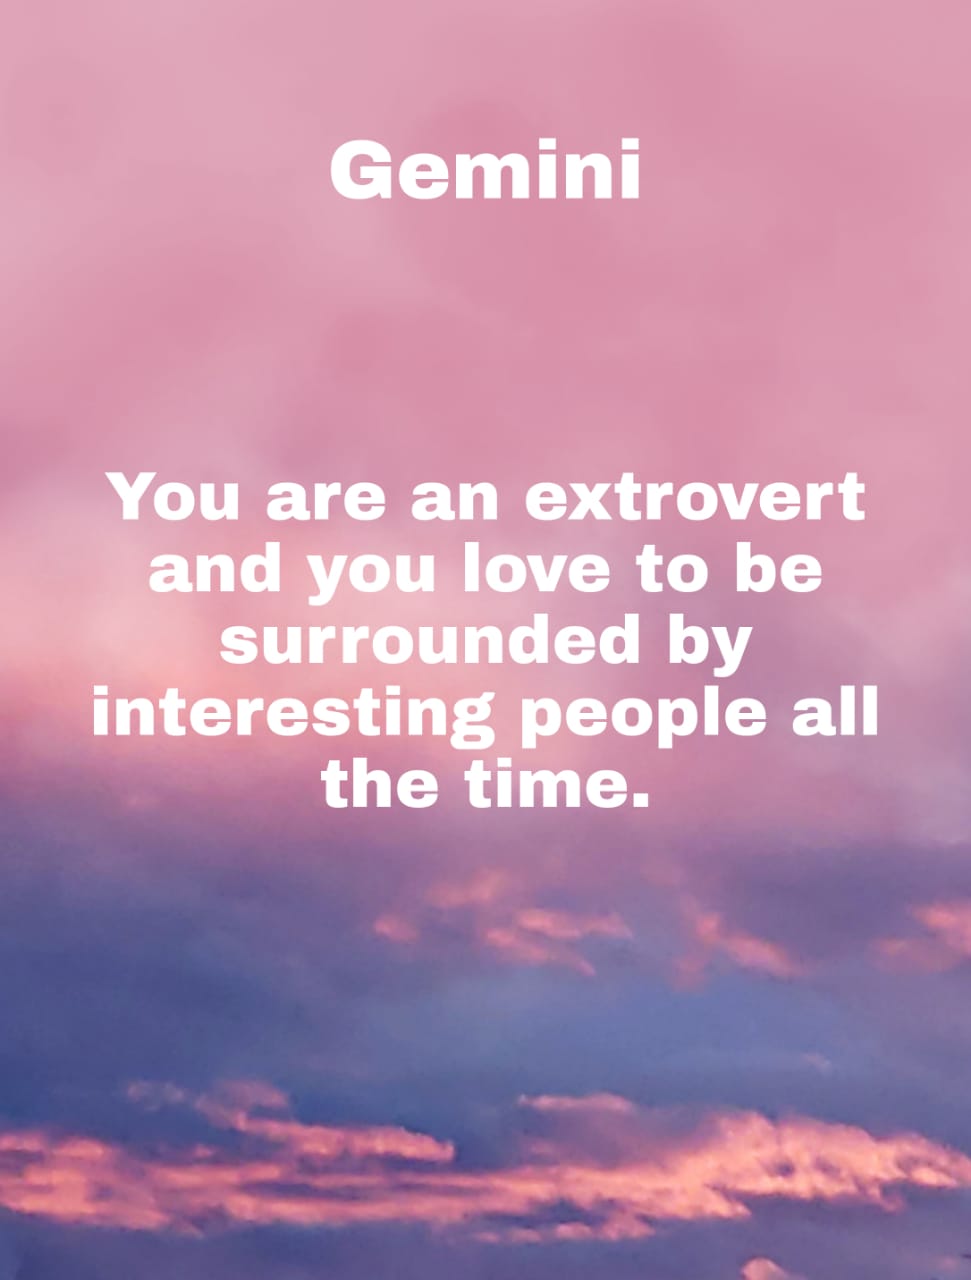 Gemini
You are an extrovert
and you love to be
surrounded by
interesting people all
the time.